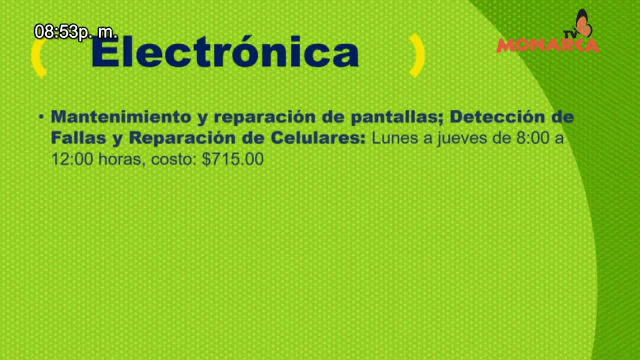 08:53p. m.
Electrónica
TV
MONARCA
• Mantenimiento y reparación de pantallas; Detección de
Fallas y Reparación de Celulares: Lunes a jueves de 8:00 a
12:00 horas, costo: $715.00